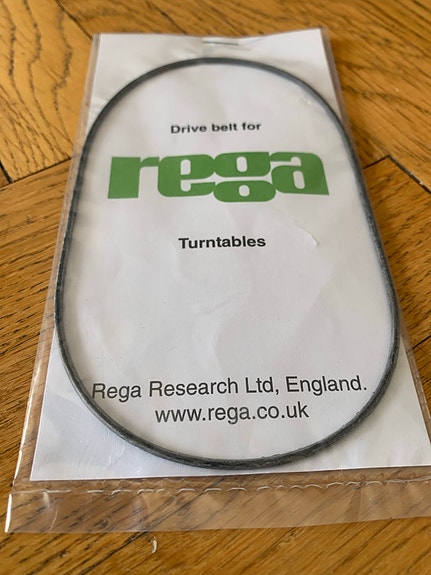 Drive belt for
rega
Turntables
Rega Research Ltd, England.
www.rega.co.uk